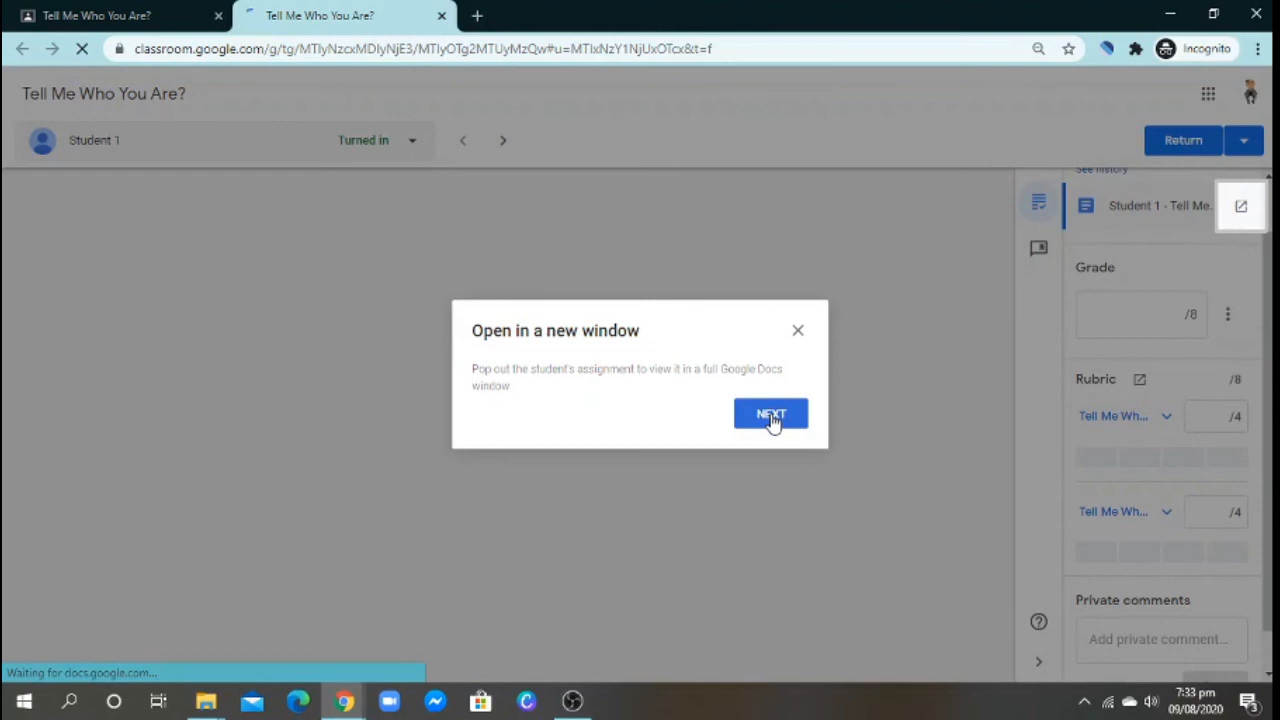 Tell Me Who You Are?
Tell Me Who You Are?
classroom.google.com/g/tg/MTIyNzcxMDIyNjE3/MTIyOTg2MTUyMzQw#u=MTIxNzY1NjUxOTcx&t=f
Incognito
Tell Me Who You Are?
Student 1
Turned in
Return
See history
Student 1 - Tell Me...
Grade
/8
Open in a new window
Pop out the student's assignment to view it in a full Google Docs
window
NEXT
Rubric
/8
Tell Me Wh...
/4
Tell Me Wh...
/4
Private comments
Add private comment...
Waiting for docs.google.com...
7:33 pm
09/08/2020
3